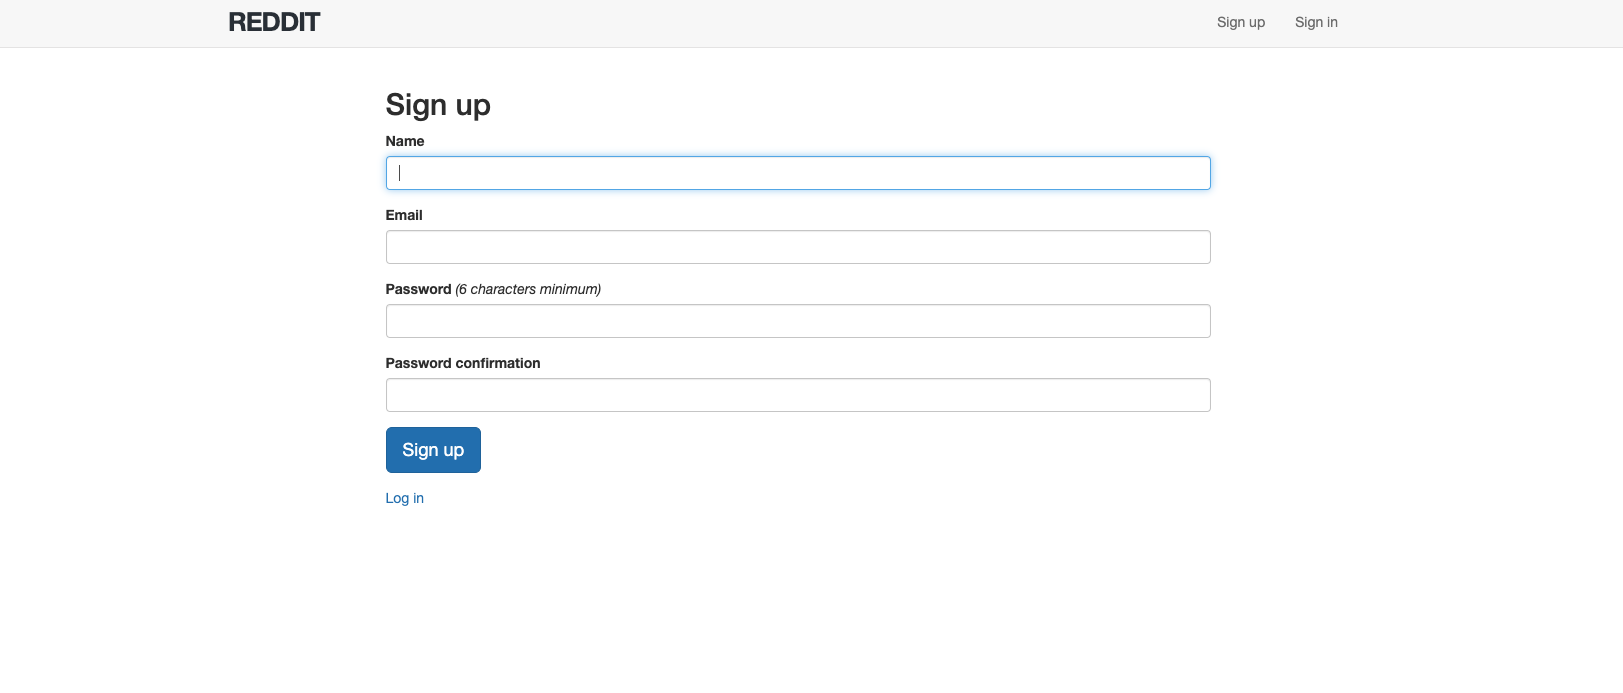 REDDIT Sign up Sign in
Sign up
Name
Email
Password (6 characters minimum)
Password confirmation
Sign up
Log in